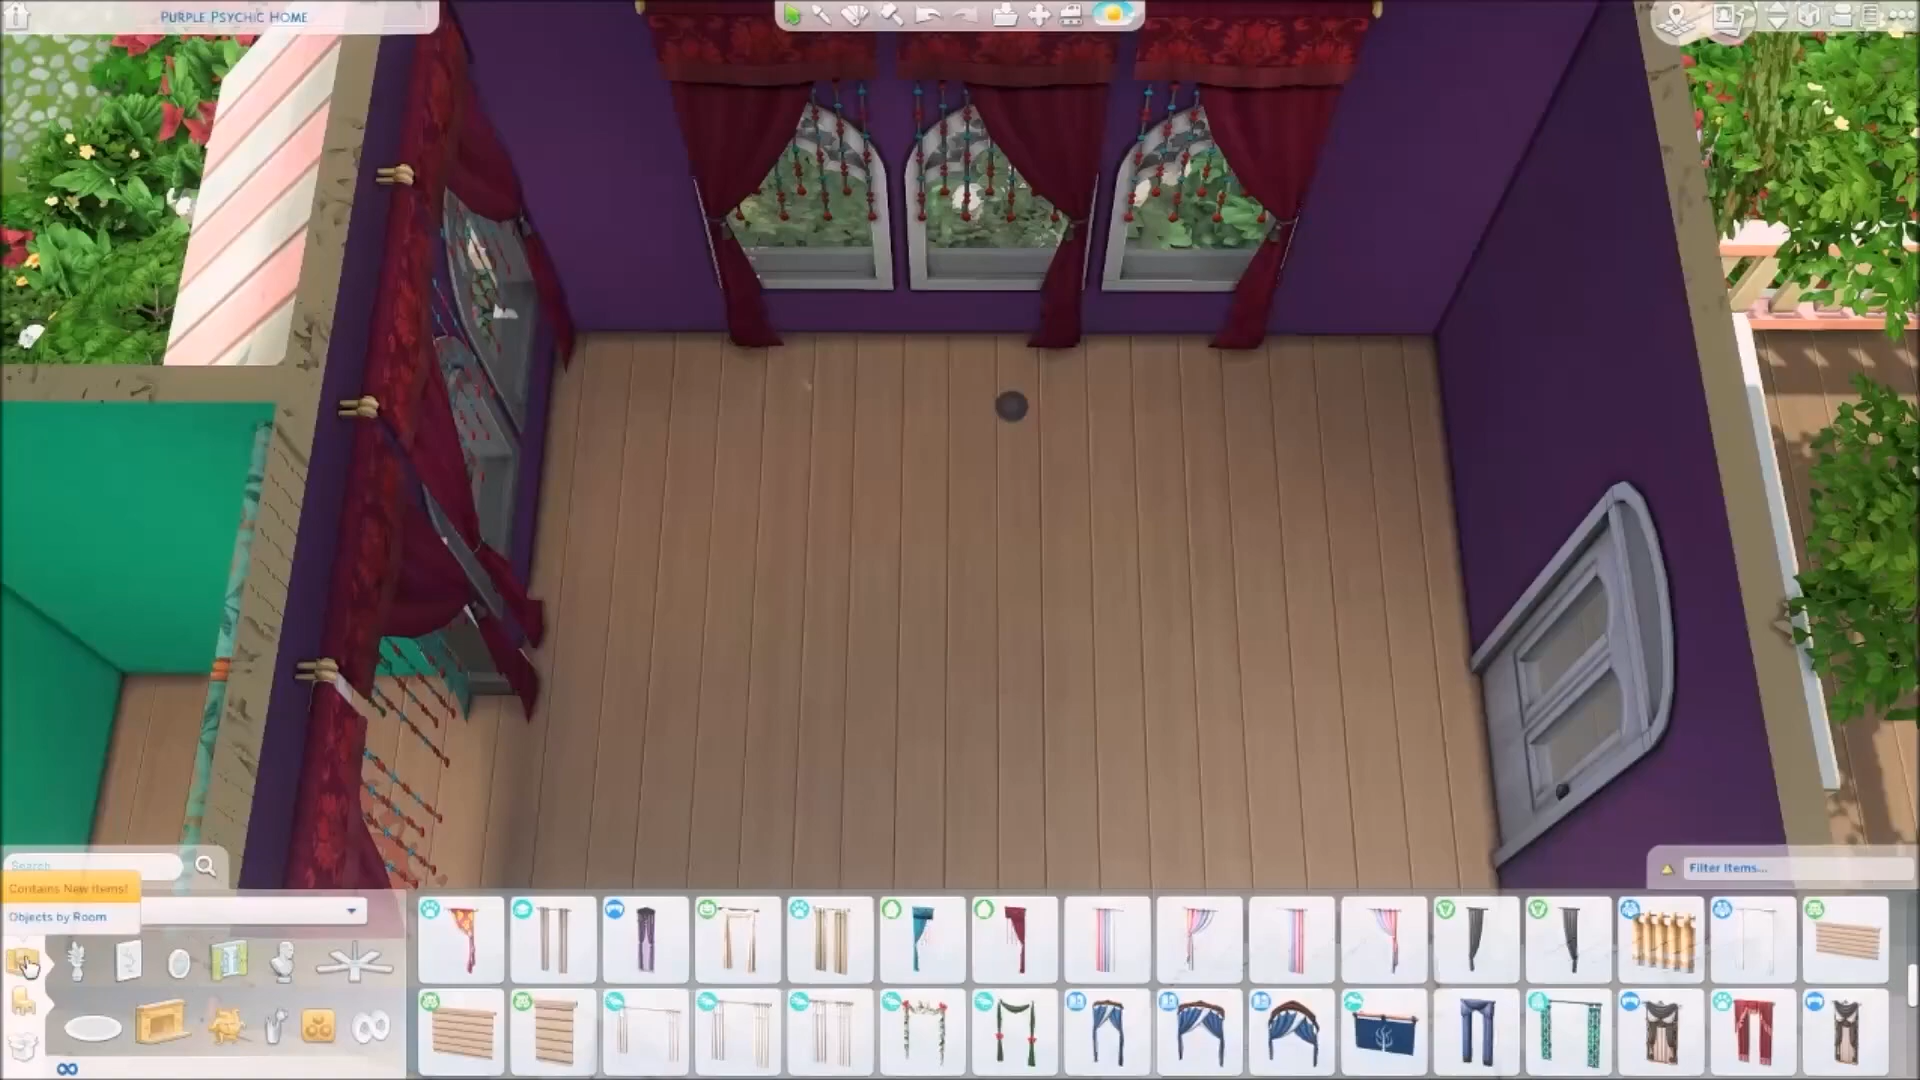 PURPLE PSYCHIC HOME
Search...
Contains New Items!
Objects by Room
Filter Items...